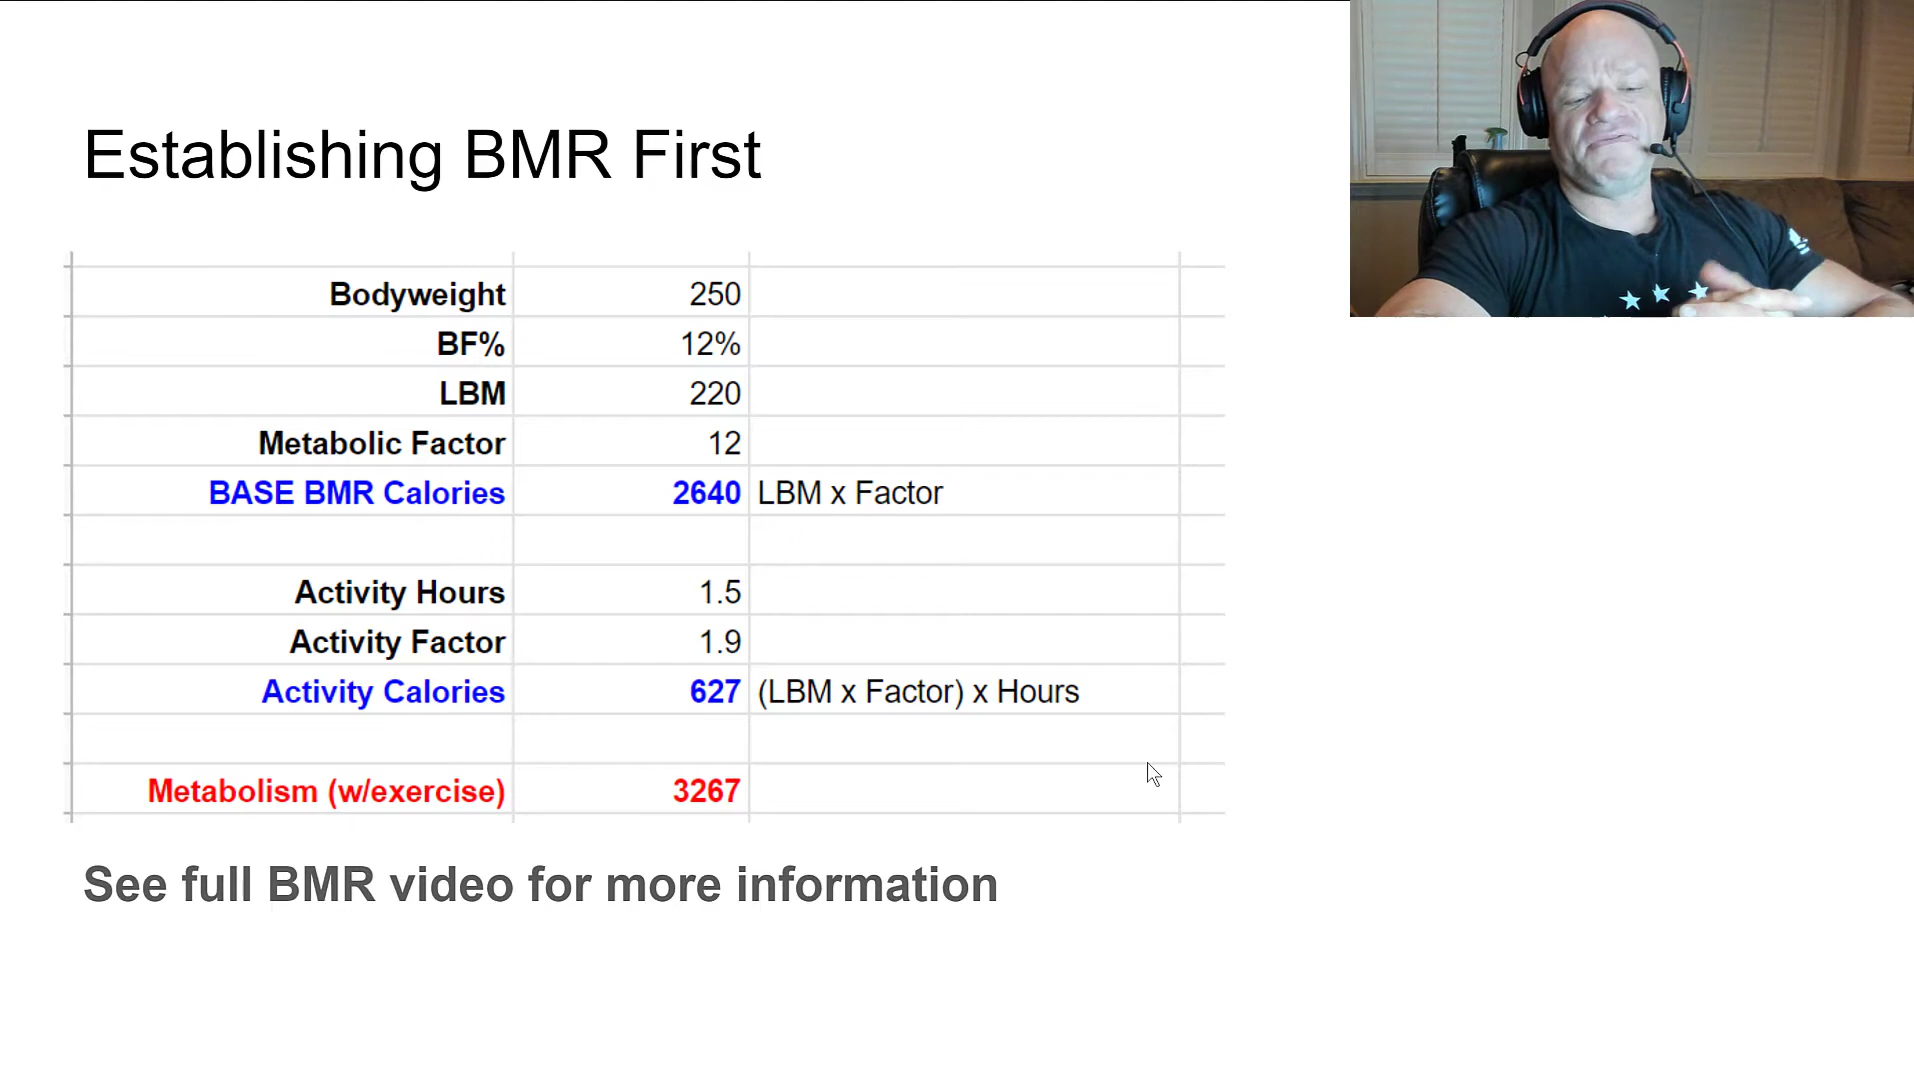 Establishing BMR First
Bodyweight 250
BF% 12%
LBM 220
Metabolic Factor 12
BASE BMR Calories 2640 LBM x Factor
Activity Hours 1.5
Activity Factor 1.9
Activity Calories 627 (LBM x Factor) x Hours
Metabolism (w/exercise) 3267
See full BMR video for more information